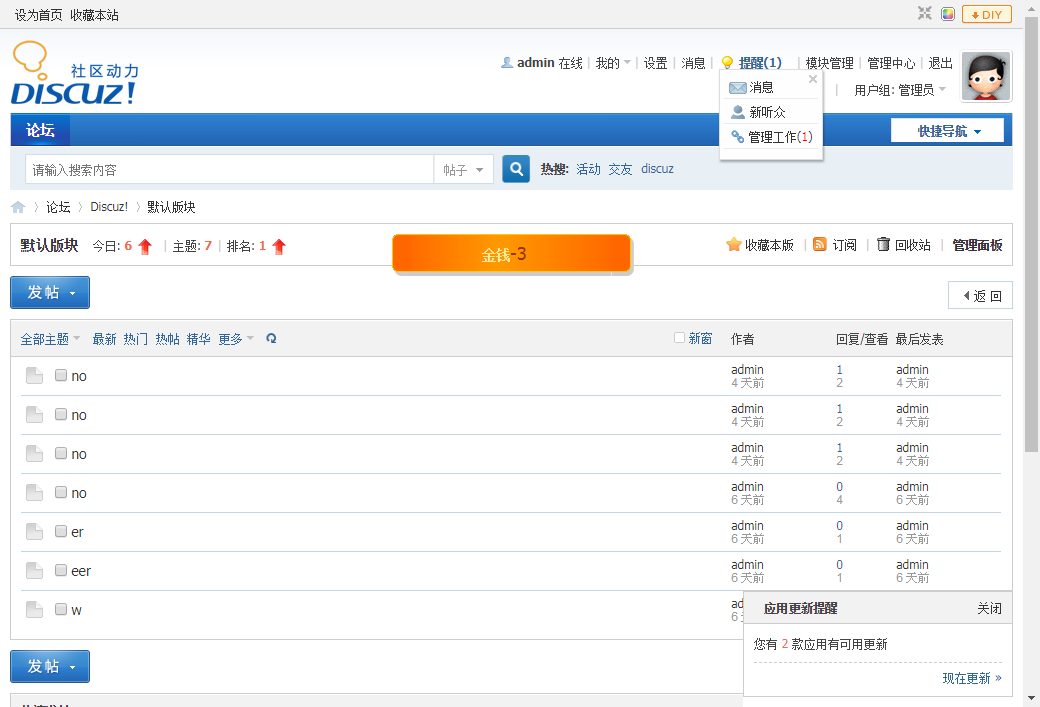 设为首页 收藏本站
DIY
社区动力
DISCUZ!
admin 在线 | 我的 | 设置 | 消息 | 提醒(1) | 模块管理 | 管理中心 | 退出
消息
新听众
管理工作(1)
| 用户组: 管理员
论坛
快捷导航
请输入搜索内容
帖子
热搜: 活动 交友 discuz
论坛 〉 Discuz! 〉 默认版块
默认版块 今日: 6 | 主题: 7 | 排名: 1
金钱-3
收藏本版 | 订阅 | 回收站 | 管理面板
发帖
返回
全部主题 最新 热门 热帖 精华 更多 新窗 作者 回复/查看 最后发表
no admin 1 admin
4 天前 2 4 天前
no admin 1 admin
4 天前 2 4 天前
no admin 1 admin
4 天前 2 4 天前
no admin 0 admin
6 天前 4 6 天前
er admin 0 admin
6 天前 1 6 天前
eer admin 0 admin
6 天前 1 6 天前
w ad
6
应用更新提醒 关闭
您有 2 款应用有可用更新
现在更新 »
发帖